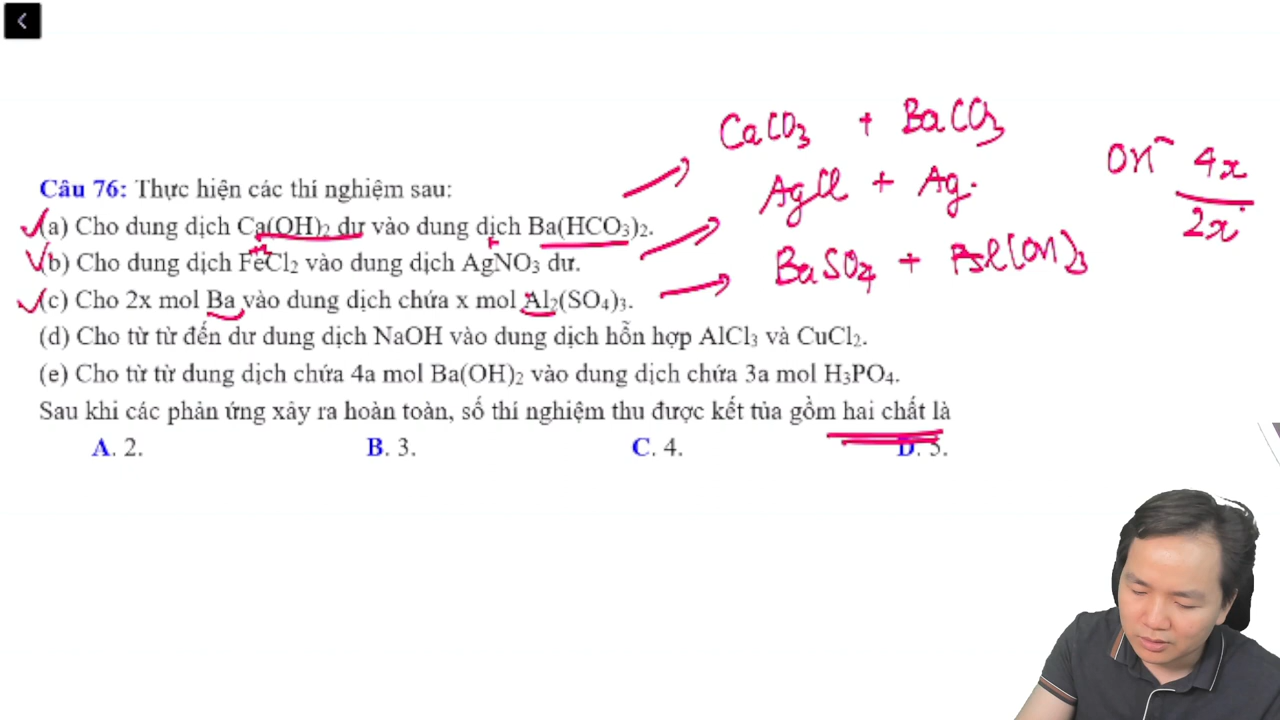 CaCO3 + BaCO3
OH⁻ 4x
2x
AgCl + Ag.
BaSO4 + Al(OH)3
Câu 76: Thực hiện các thí nghiệm sau:
(a) Cho dung dịch Ca(OH)2 dư vào dung dịch Ba(HCO3)2.
+2 +
(b) Cho dung dịch FeCl2 vào dung dịch AgNO3 dư.
(c) Cho 2x mol Ba vào dung dịch chứa x mol Al2(SO4)3.
(d) Cho từ từ đến dư dung dịch NaOH vào dung dịch hỗn hợp AlCl3 và CuCl2.
(e) Cho từ từ dung dịch chứa 4a mol Ba(OH)2 vào dung dịch chứa 3a mol H3PO4.
Sau khi các phản ứng xảy ra hoàn toàn, số thí nghiệm thu được kết tủa gồm hai chất là
A. 2. B. 3. C. 4. D. 5.